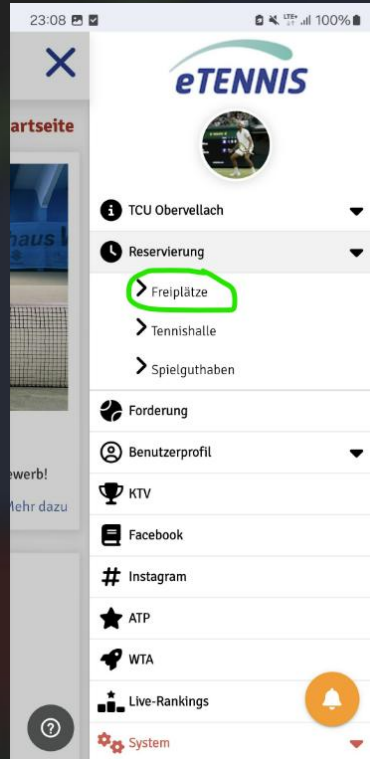 23:08
LTE+
100%
eTENNIS
artseite
TCU Obervellach
Reservierung
Freiplätze
Tennishalle
Spielguthaben
Forderung
Benutzerprofil
ewerb!
KTV
Mehr dazu
Facebook
Instagram
ATP
WTA
Live-Rankings
System